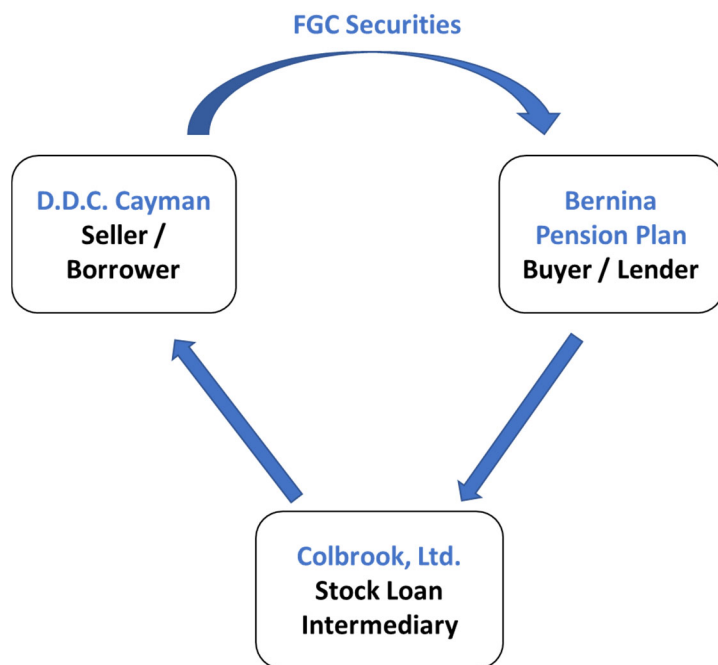 FGC Securities
D.D.C. Cayman
Seller /
Borrower
Bernina
Pension Plan
Buyer / Lender
Colbrook, Ltd.
Stock Loan
Intermediary